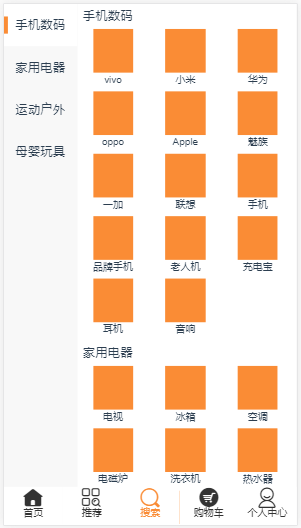 手机数码
家用电器
运动户外
母婴玩具
手机数码
vivo 小米 华为
oppo Apple 魅族
一加 联想 手机
品牌手机 老人机 充电宝
耳机 音响
家用电器
电视 冰箱 空调
电磁炉 洗衣机 热水器
首页 推荐 搜索 购物车 个人中心